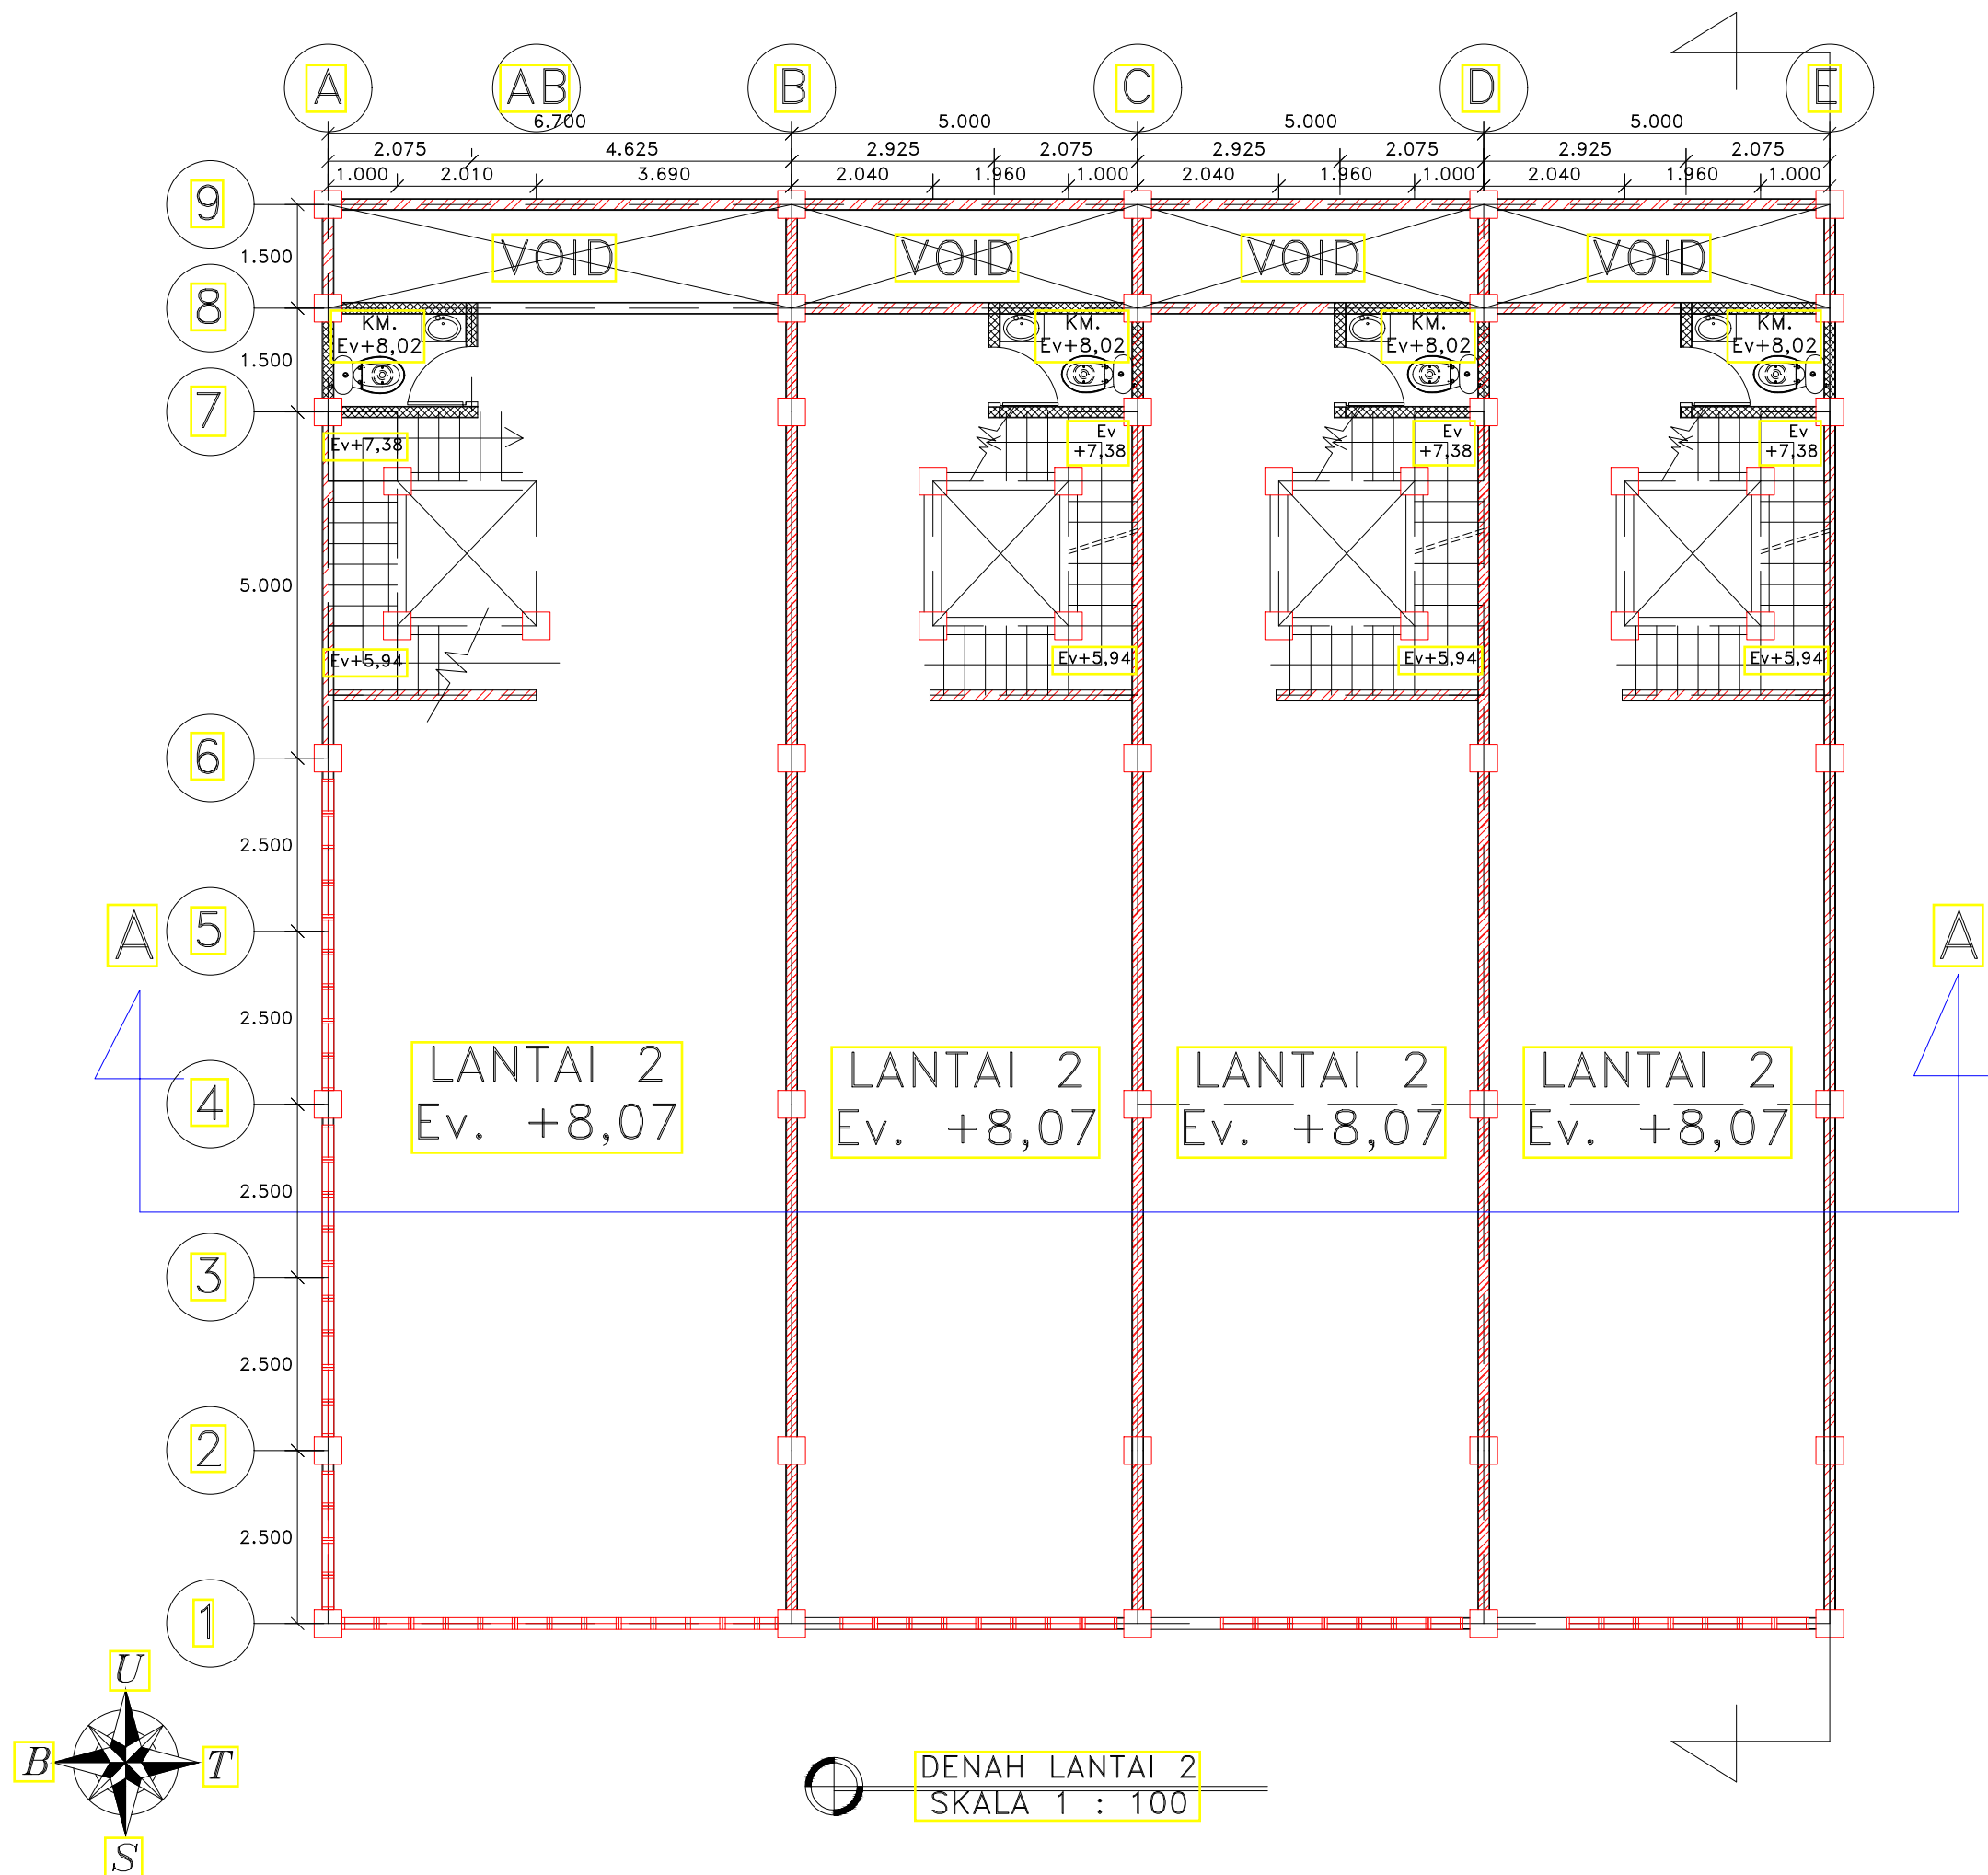 A AB B C D E
6.700 5.000 5.000 5.000
2.075 4.625 2.925 2.075 2.925 2.075 2.925 2.075
1.000 2.010 3.690 2.040 1.960 1.000 2.040 1.960 1.000 2.040 1.960 1.000
9
1.500 VOID VOID VOID VOID
8
KM. KM. KM. KM.
Ev+8,02 Ev+8,02 Ev+8,02 Ev+8,02
1.500
7
Ev+7,38 Ev Ev Ev
+7,38 +7,38 +7,38
5.000
Ev+5,94 Ev+5,94 Ev+5,94 Ev+5,94
6
2.500
A 5 A
2.500
LANTAI 2 LANTAI 2 LANTAI 2 LANTAI 2
4
Ev. +8,07 Ev. +8,07 Ev. +8,07 Ev. +8,07
2.500
3
2.500
2
2.500
1
U
B T
S
DENAH LANTAI 2
SKALA 1 : 100